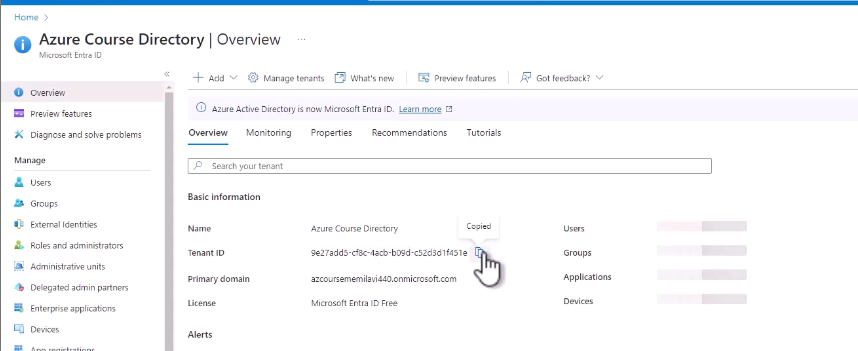 Home
Azure Course Directory | Overview
Microsoft Entra ID
Add
Manage tenants
What's new
Preview features
Got feedback?
Overview
Preview features
Diagnose and solve problems
Manage
Users
Groups
External Identities
Roles and administrators
Administrative units
Delegated admin partners
Enterprise applications
Devices
App registrations
Azure Active Directory is now Microsoft Entra ID. Learn more
Overview Monitoring Properties Recommendations Tutorials
Search your tenant
Basic information
Name Azure Course Directory
Copied
Users
Tenant ID 9e27add5-cf8c-4acb-b09d-c52d3d1f451e
Groups
Primary domain azcoursememilavi440.onmicrosoft.com
Applications
License Microsoft Entra ID Free
Devices
Alerts